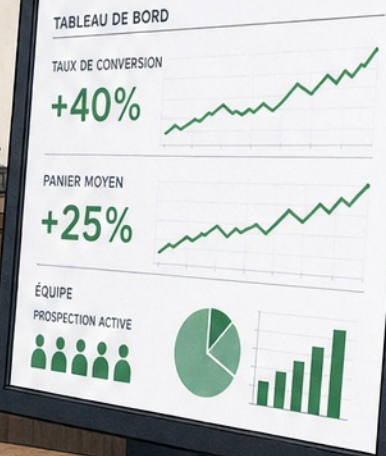 TABLEAU DE BORD
TAUX DE CONVERSION
+40%
PANIER MOYEN
+25%
ÉQUIPE
PROSPECTION ACTIVE